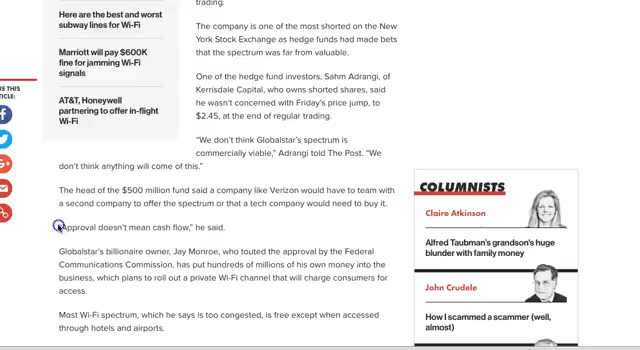 trading.
Here are the best and worst
subway lines for Wi-Fi
Marriott will pay $600K
fine for jamming Wi-Fi
signals
AT&T, Honeywell
partnering to offer in-flight
Wi-Fi
RE THIS
ICLE:
The company is one of the most shorted on the New
York Stock Exchange as hedge funds had made bets
that the spectrum was far from valuable.
One of the hedge fund investors, Sahm Adrangi, of
Kerrisdale Capital, who owns shorted shares, said
he wasn't concerned with Friday's price jump, to
$2.45, at the end of regular trading.
“We don't think Globalstar's spectrum is
commercially viable,” Adrangi told The Post. “We
don't think anything will come of this.”
The head of the $500 million fund said a company like Verizon would have to team with
a second company to offer the spectrum or that a tech company would need to buy it.
“Approval doesn't mean cash flow,” he said.
Globalstar's billionaire owner, Jay Monroe, who touted the approval by the Federal
Communications Commission, has put hundreds of millions of his own money into the
business, which plans to roll out a private Wi-Fi channel that will charge consumers for
access.
Most Wi-Fi spectrum, which he says is too congested, is free except when accessed
through hotels and airports.
COLUMNISTS
Claire Atkinson
Alfred Taubman's grandson's huge
blunder with family money
John Crudele
How I scammed a scammer (well,
almost)